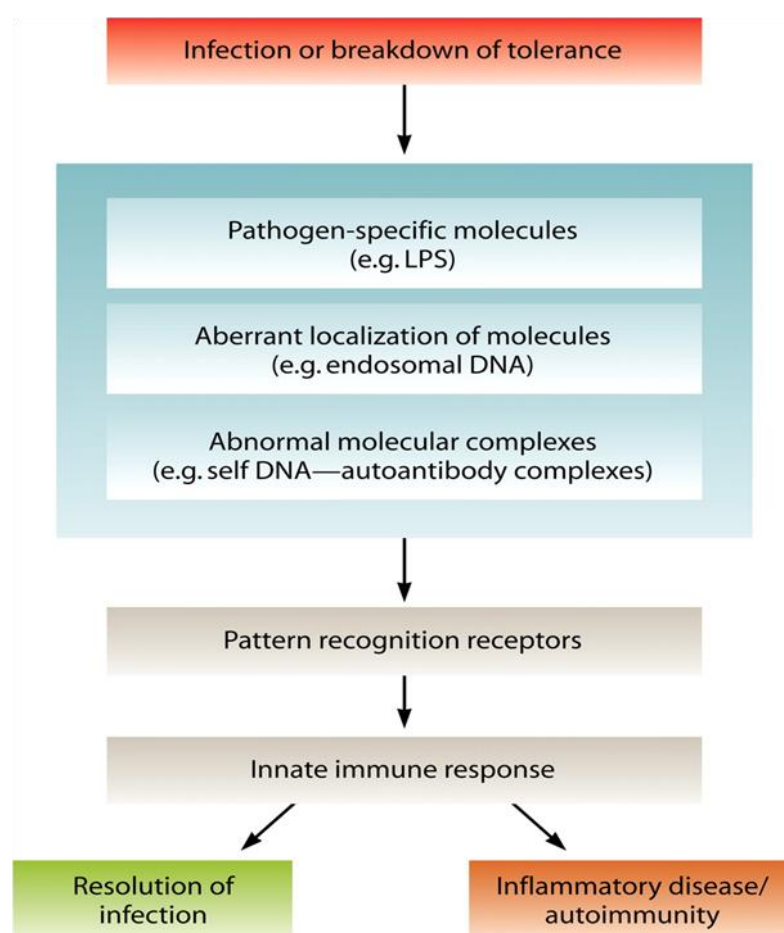 Infection or breakdown of tolerance
Pathogen-specific molecules
(e.g. LPS)
Aberrant localization of molecules
(e.g. endosomal DNA)
Abnormal molecular complexes
(e.g. self DNA—autoantibody complexes)
Pattern recognition receptors
Innate immune response
Resolution of
infection
Inflammatory disease/
autoimmunity